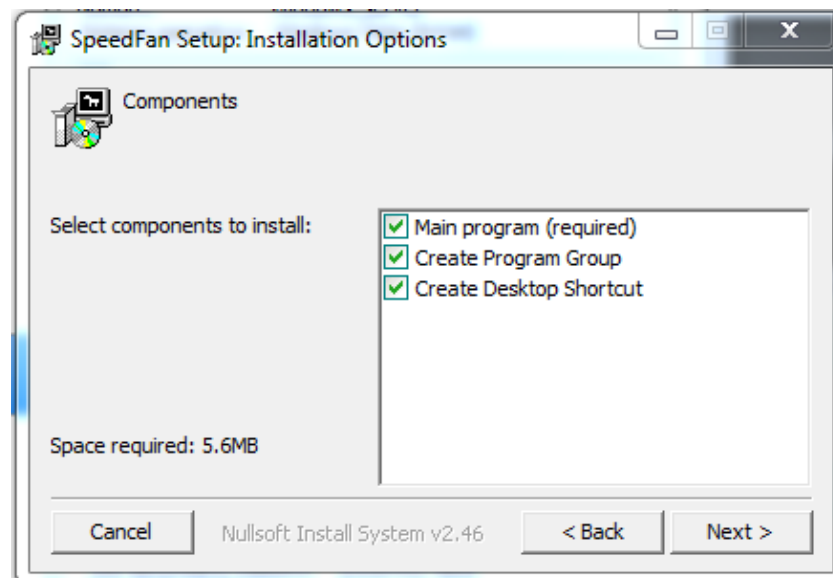 SpeedFan Setup: Installation Options
Components
Select components to install:
Main program (required)
Create Program Group
Create Desktop Shortcut
Space required: 5.6MB
Cancel
Nullsoft Install System v2.46
< Back
Next >